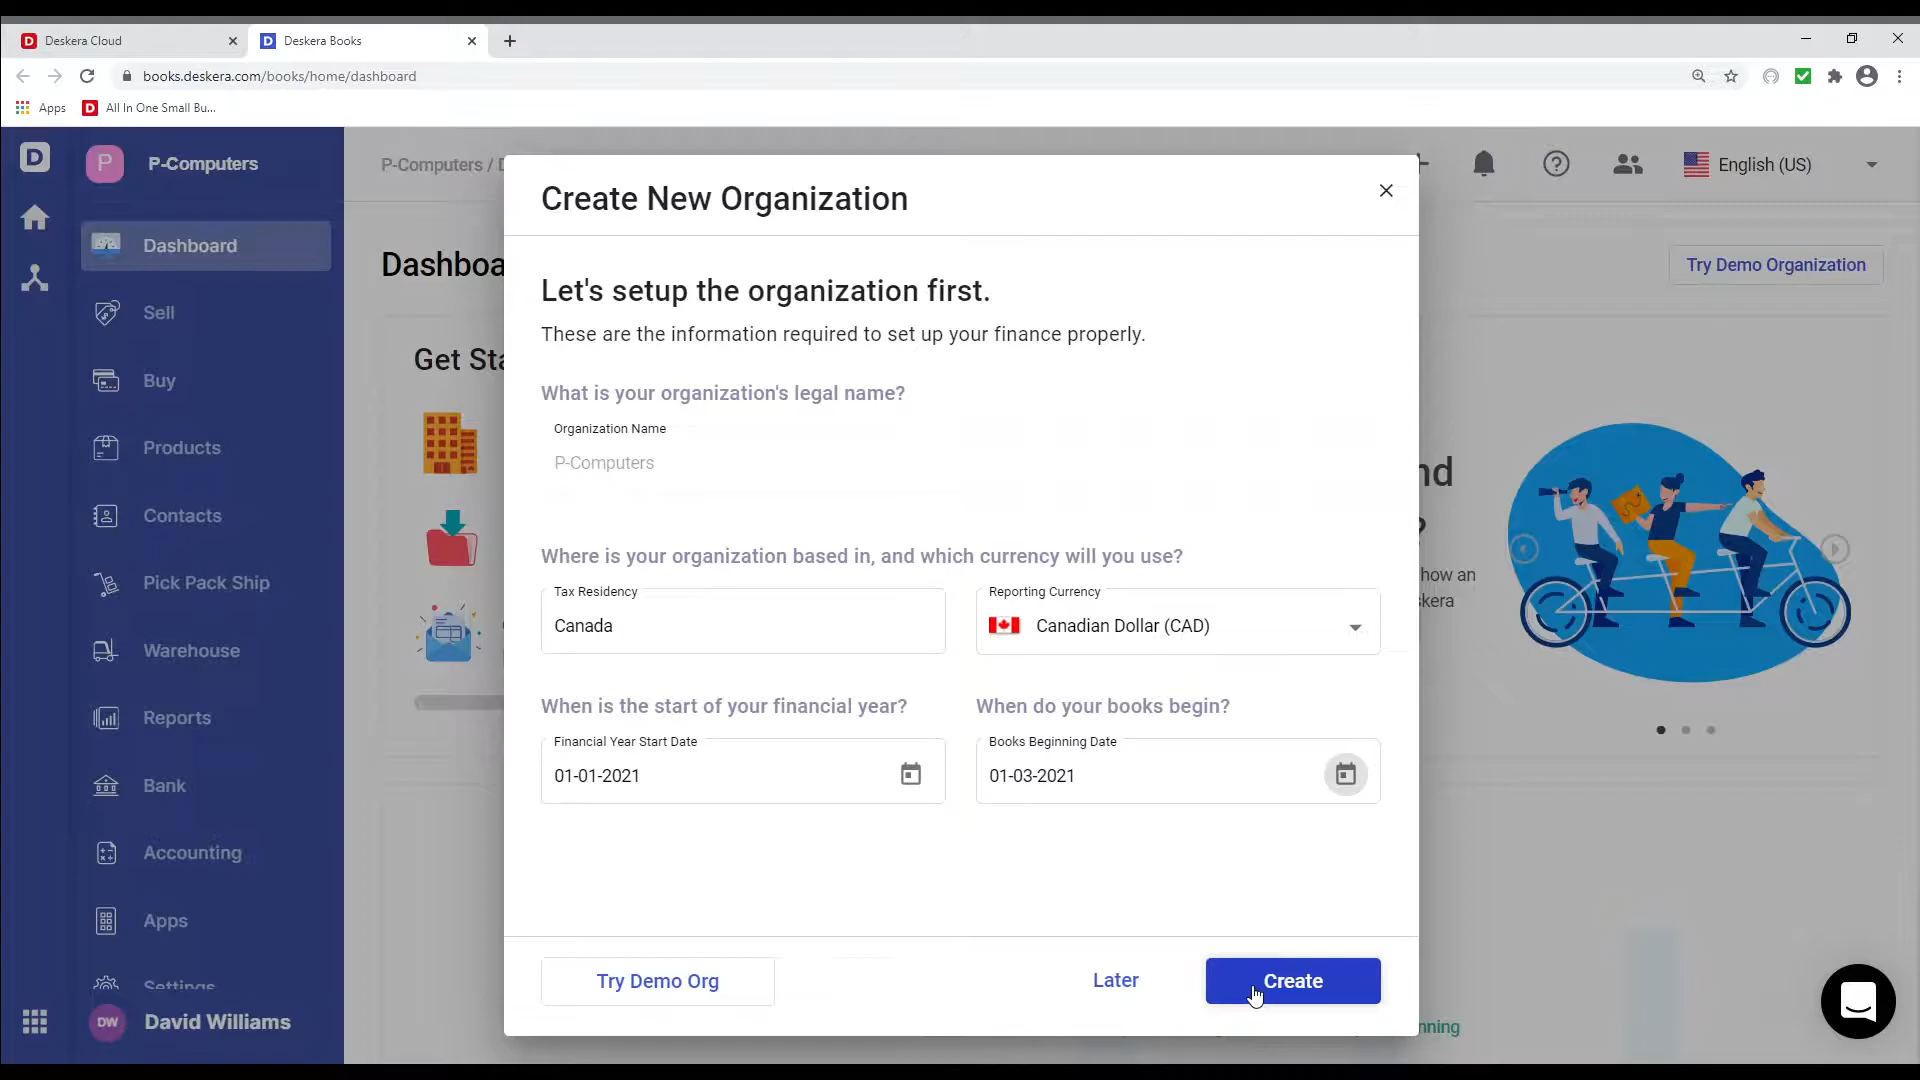 Deskera Cloud
Deskera Books
books.deskera.com/books/home/dashboard
Apps
All In One Small Bu...
P
P-Computers
Dashboard
Sell
Buy
Products
Contacts
Pick Pack Ship
Warehouse
Reports
Bank
Accounting
Apps
Settings
DW
David Williams
P-Computers / D
English (US)
Dashboa
Try Demo Organization
Get Sta
nd
?
how an
skera
nning
Create New Organization
Let's setup the organization first.
These are the information required to set up your finance properly.
What is your organization's legal name?
Organization Name
P-Computers
Where is your organization based in, and which currency will you use?
Tax Residency
Canada
Reporting Currency
Canadian Dollar (CAD)
When is the start of your financial year?
When do your books begin?
Financial Year Start Date
01-01-2021
Books Beginning Date
01-03-2021
Try Demo Org
Later
Create